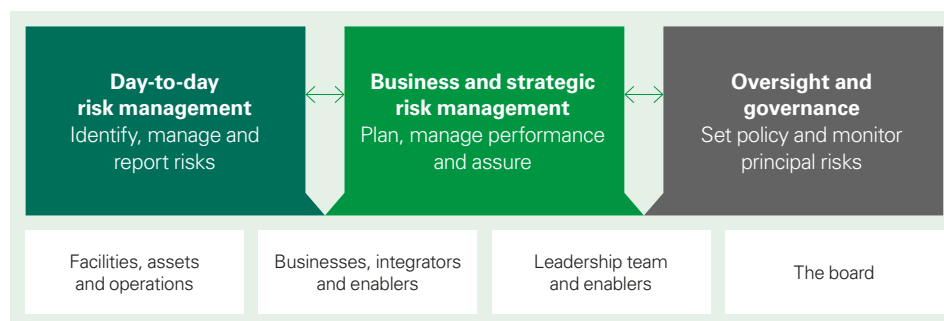 Day-to-day
risk management
Identify, manage and
report risks
Business and strategic
risk management
Plan, manage performance
and assure
Oversight and
governance
Set policy and monitor
principal risks
Facilities, assets
and operations
Businesses, integrators
and enablers
Leadership team
and enablers
The board